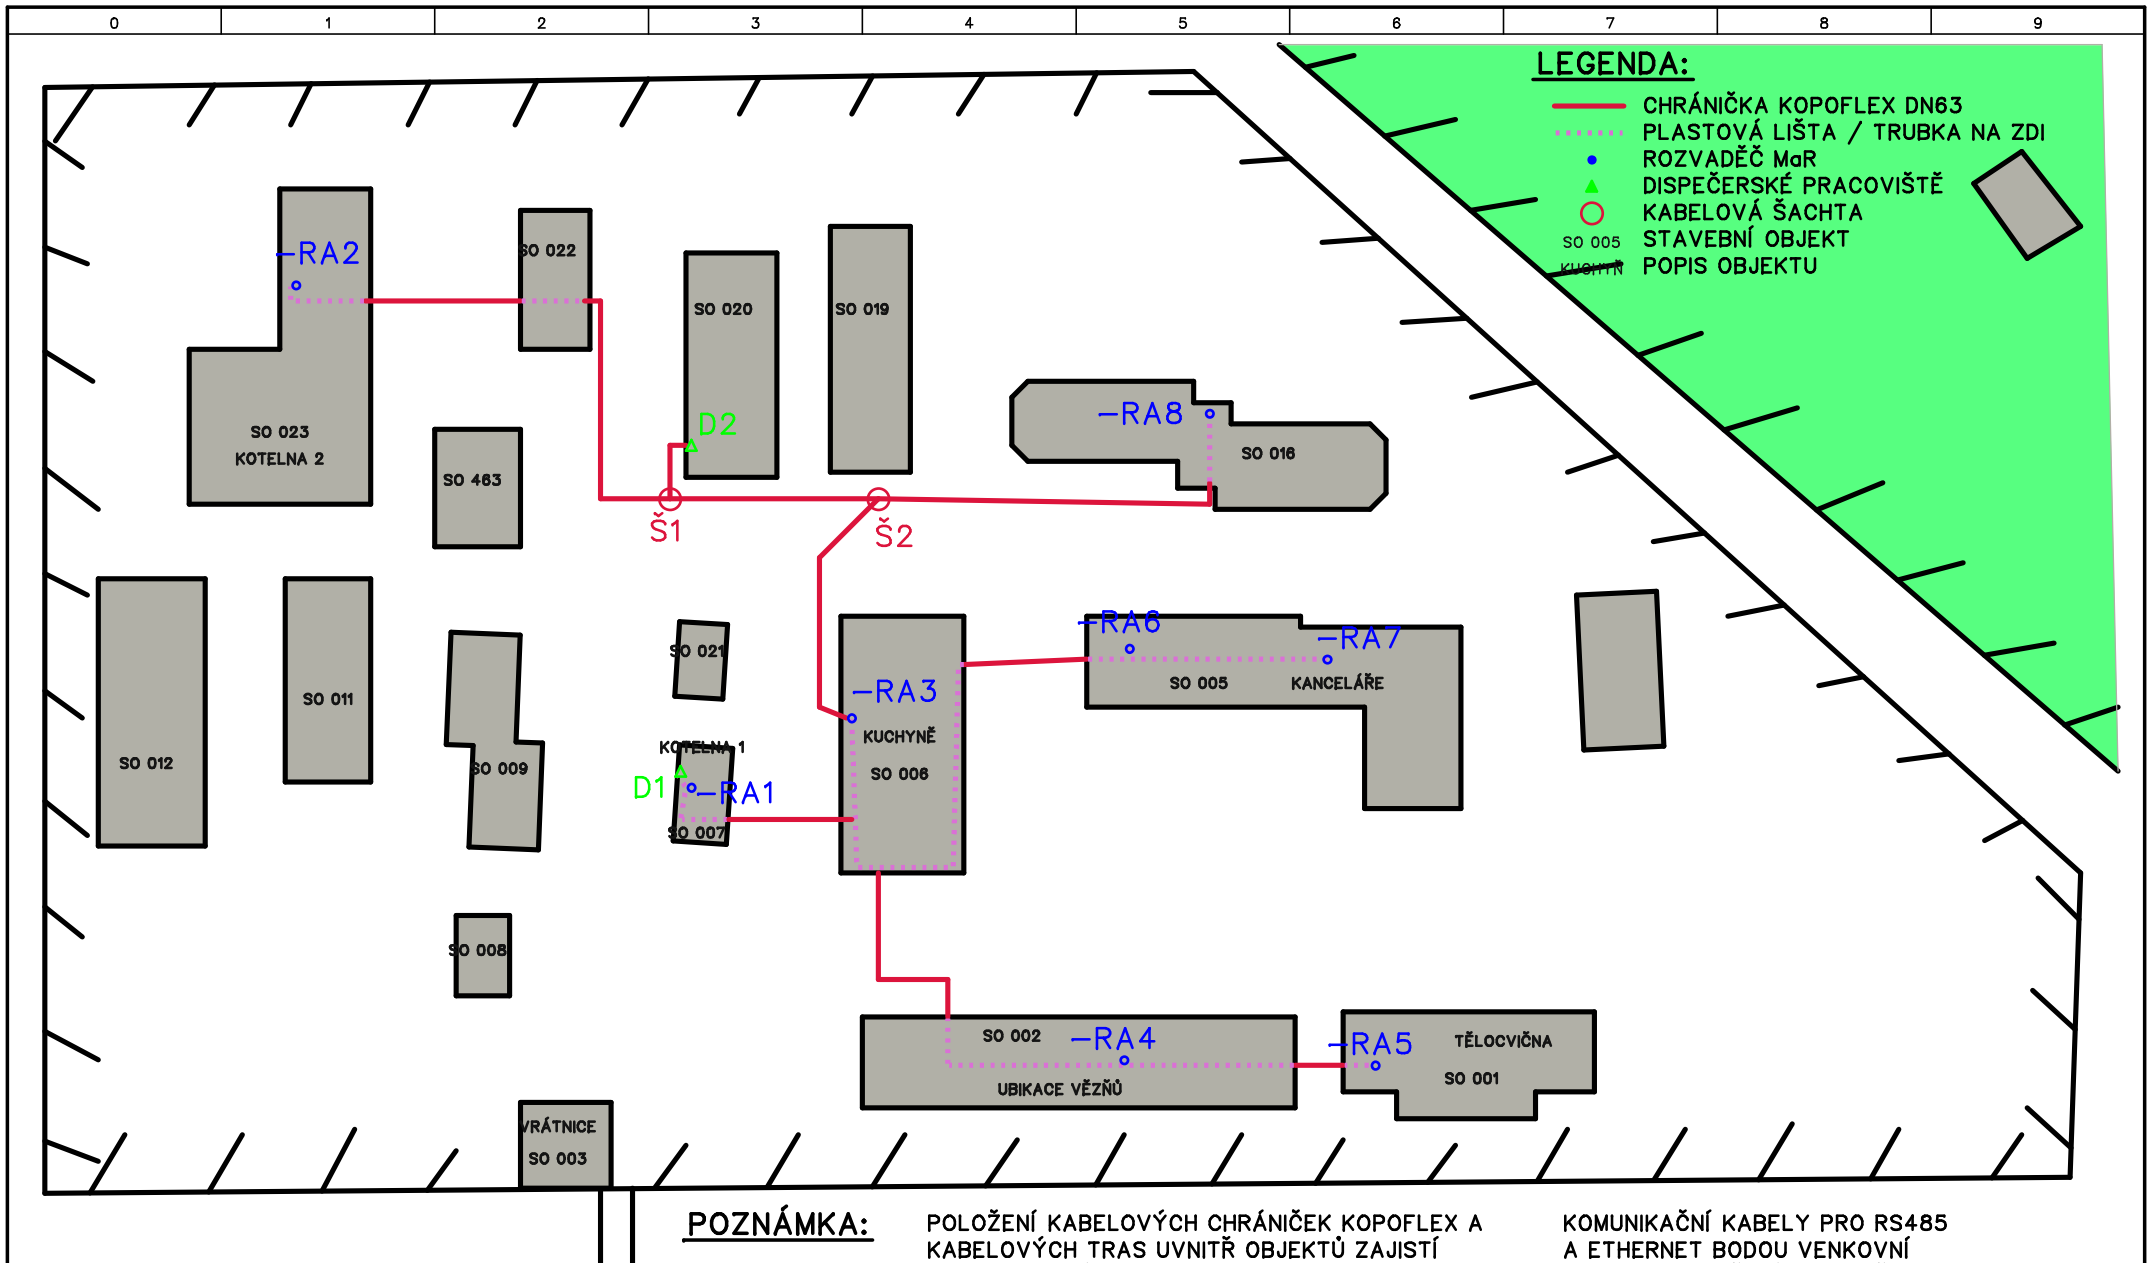 0 1 2 3 4 5 6 7 8 9
LEGENDA:
CHRÁNIČKA KOPOFLEX DN63
PLASTOVÁ LIŠTA / TRUBKA NA ZDI
ROZVADĚČ MaR
DISPEČERSKÉ PRACOVIŠTĚ
KABELOVÁ ŠACHTA
SO 005 STAVEBNÍ OBJEKT
KUCHYŇ POPIS OBJEKTU
-RA2
SO 022
SO 020
SO 019
D2
-RA8
SO 023
KOTELNA 2
SO 016
SO 463
Š1
Š2
-RA6
-RA7
SO 021
SO 005
KANCELÁŘE
-RA3
SO 011
KUCHYNĚ
KOTELNA 1
SO 012
SO 009
SO 006
D1
-RA1
SO 007
SO 008
SO 002
-RA4
-RA5
TĚLOCVIČNA
SO 001
UBIKACE VĚZŇŮ
VRÁTNICE
SO 003
POZNÁMKA:
POLOŽENÍ KABELOVÝCH CHRÁNIČEK KOPOFLEX A
KABELOVÝCH TRAS UVNITŘ OBJEKTŮ ZAJISTÍ
KOMUNIKAČNÍ KABELY PRO RS485
A ETHERNET BODOU VENKOVNÍ